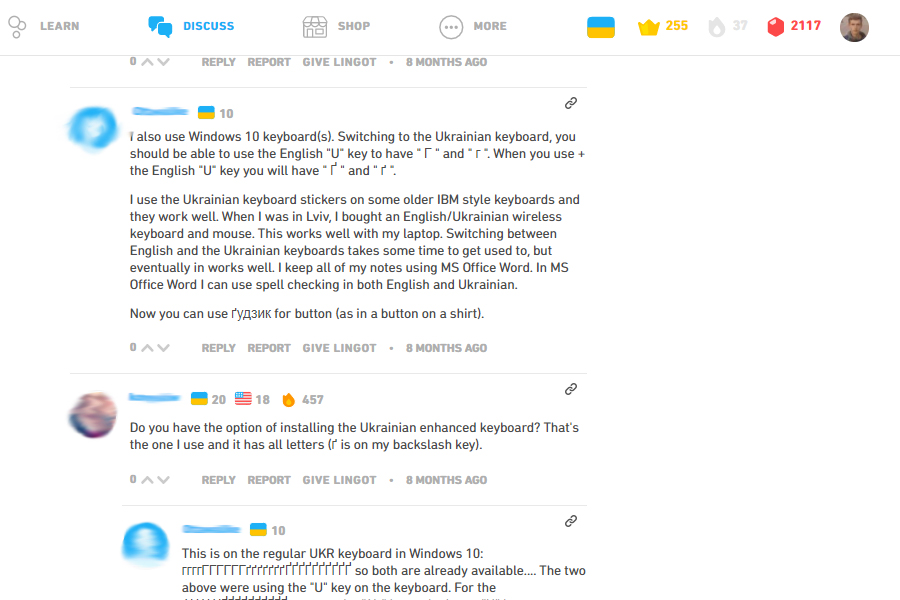 LEARN DISCUSS SHOP MORE 255 37 2117
0 REPLY REPORT GIVE LINGOT • 8 MONTHS AGO
10
I also use Windows 10 keyboard(s). Switching to the Ukrainian keyboard, you
should be able to use the English "U" key to have " Г " and " г ". When you use +
the English "U" key you will have " Ґ " and " ґ ".
I use the Ukrainian keyboard stickers on some older IBM style keyboards and
they work well. When I was in Lviv, I bought an English/Ukrainian wireless
keyboard and mouse. This works well with my laptop. Switching between
English and the Ukrainian keyboards takes some time to get used to, but
eventually in works well. I keep all of my notes using MS Office Word. In MS
Office Word I can use spell checking in both English and Ukrainian.
Now you can use ґудзик for button (as in a button on a shirt).
0 REPLY REPORT GIVE LINGOT • 8 MONTHS AGO
20 18 457
Do you have the option of installing the Ukrainian enhanced keyboard? That's
the one I use and it has all letters (ґ is on my backslash key).
0 REPLY REPORT GIVE LINGOT • 8 MONTHS AGO
10
This is on the regular UKR keyboard in Windows 10:
so both are already available.... The two
above were using the "U" key on the keyboard. For the